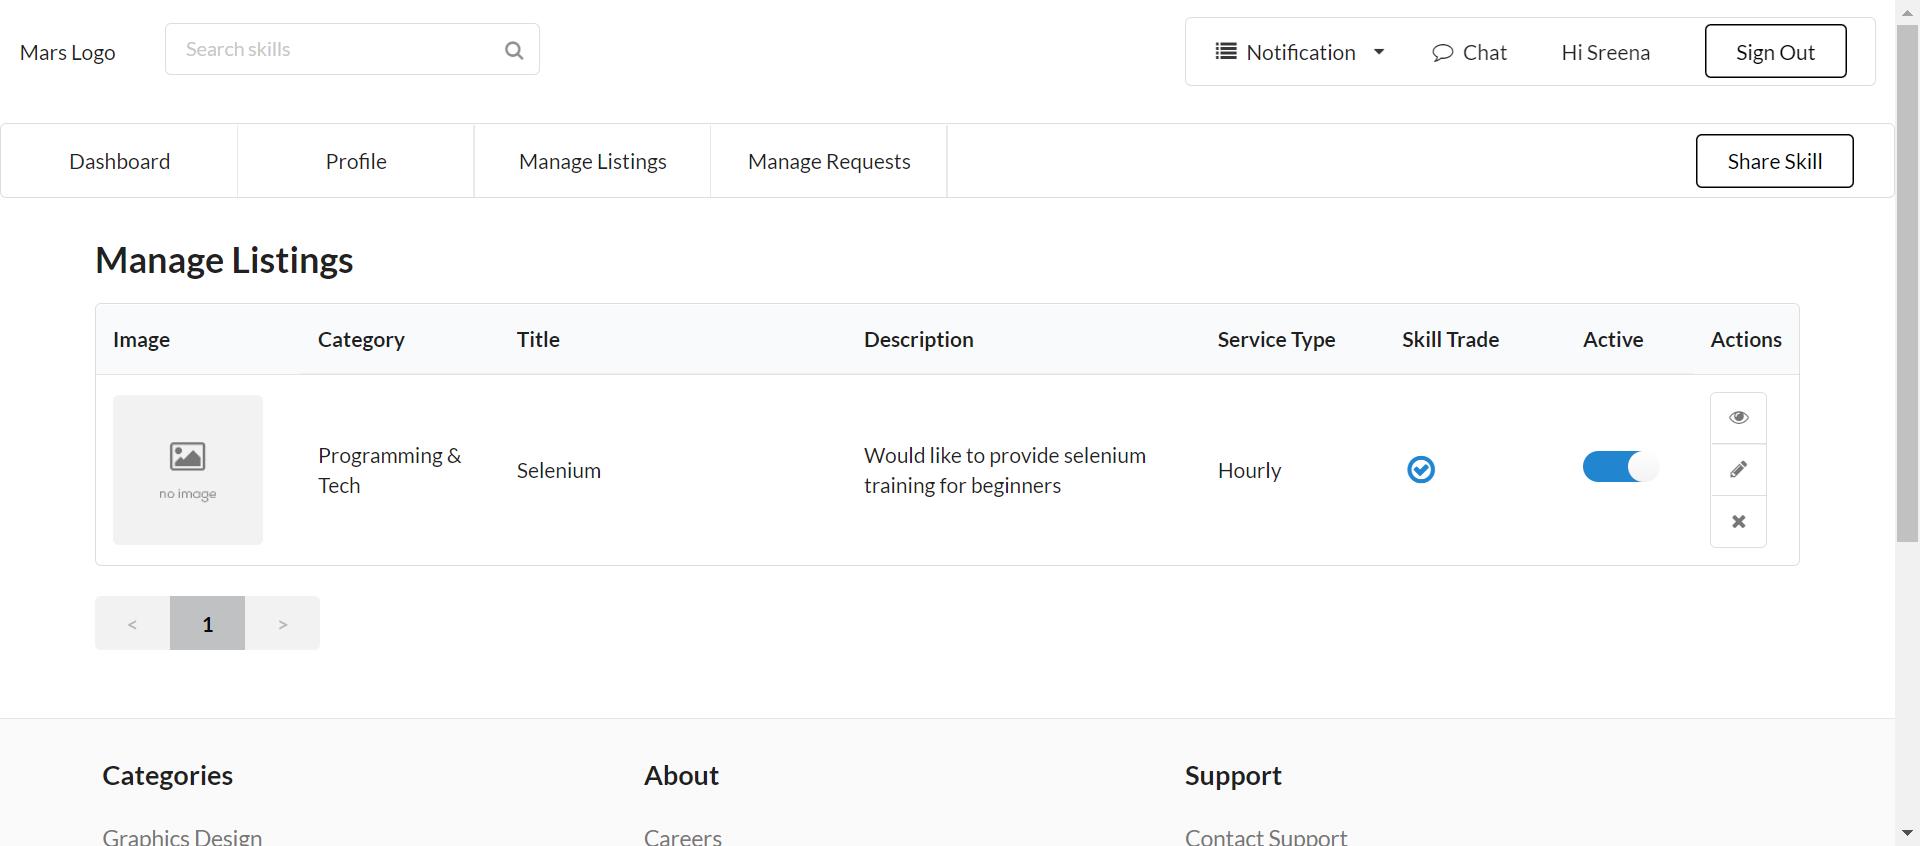 Mars Logo
Search skills
Notification
Chat
Hi Sreena
Sign Out
Dashboard
Profile
Manage Listings
Manage Requests
Share Skill
Manage Listings
Image Category Title Description Service Type Skill Trade Active Actions
no image
Programming &
Tech
Selenium
Would like to provide selenium
training for beginners
Hourly
< 1 >
Categories
About
Support
Graphics Design
Careers
Contact Support